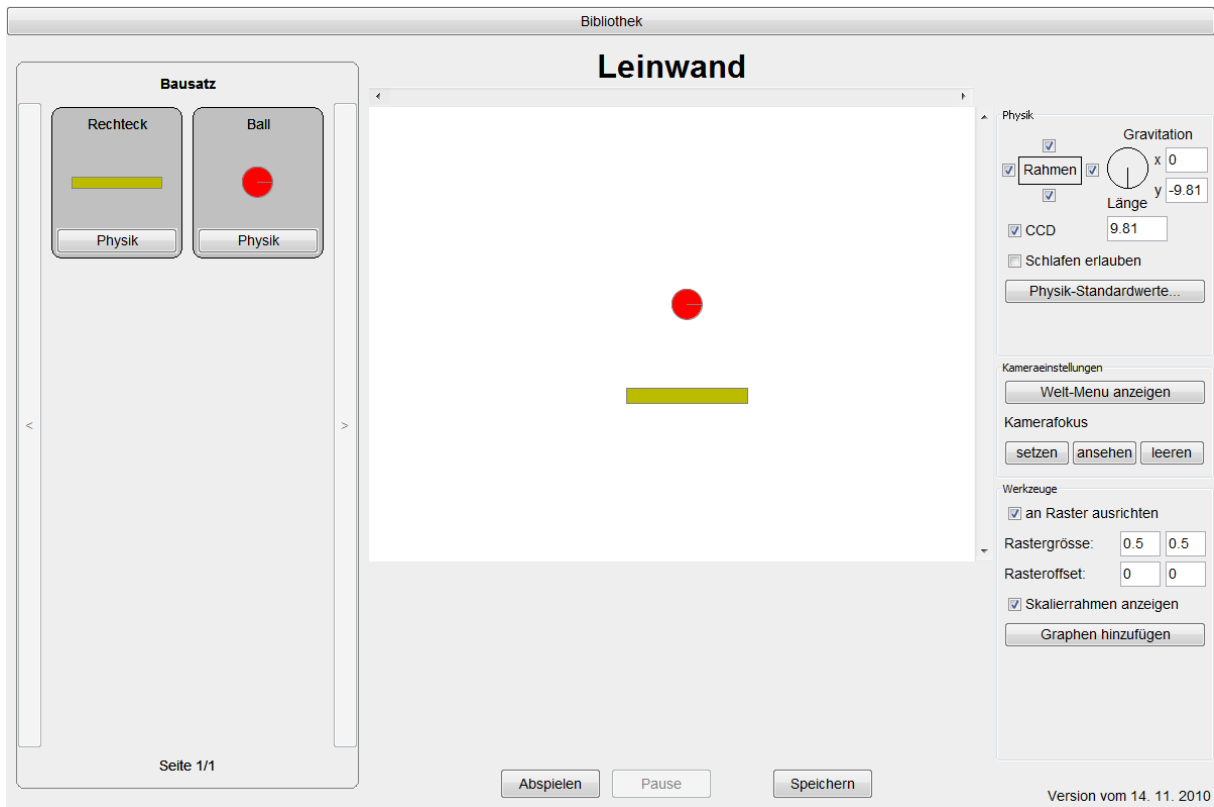 Bibliothek
Leinwand
Bausatz
Rechteck
Ball
Physik
Physik
<
>
Seite 1/1
Physik
Gravitation
Rahmen
x 0
y -9.81
Länge
CCD
9.81
Schlafen erlauben
Physik-Standardwerte...
Kameraeinstellungen
Welt-Menu anzeigen
Kamerafokus
setzen ansehen leeren
Werkzeuge
an Raster ausrichten
Rastergrösse: 0.5 0.5
Rasteroffset: 0 0
Skalierrahmen anzeigen
Graphen hinzufügen
Abspielen Pause Speichern
Version vom 14. 11. 2010